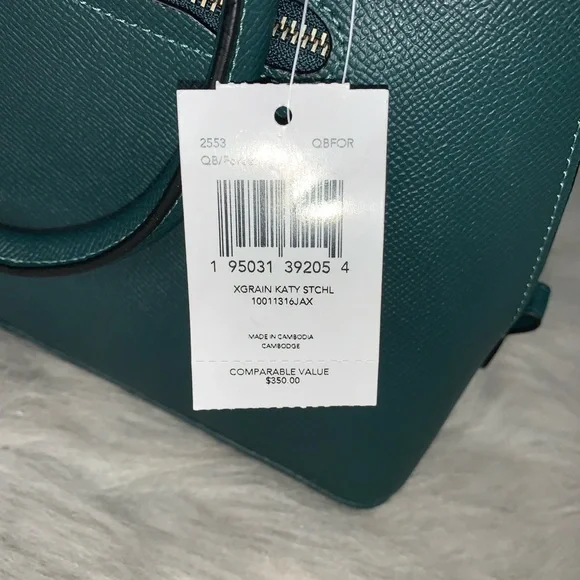 2553 QBFOR
1 95031 39205 4
XGRAIN KATY STCHL
10011316JAX
MADE IN CAMBODIA
CAMBODGE
COMPARABLE VALUE
$350.00